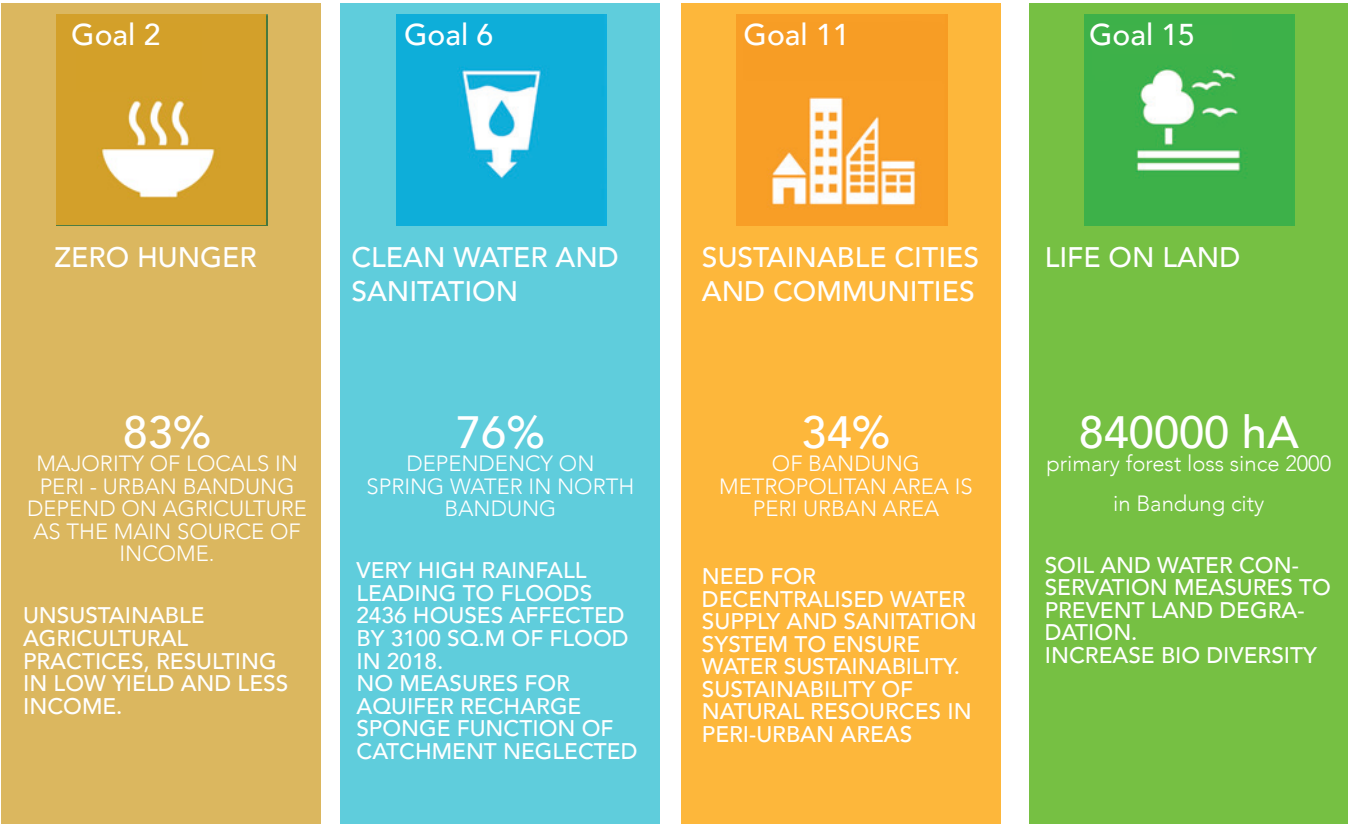 Goal 2
ZERO HUNGER
83%
MAJORITY OF LOCALS IN
PERI - URBAN BANDUNG
DEPEND ON AGRICULTURE
AS THE MAIN SOURCE OF
INCOME.
UNSUSTAINABLE
AGRICULTURAL
PRACTICES, RESULTING
IN LOW YIELD AND LESS
INCOME.
Goal 6
CLEAN WATER AND
SANITATION
76%
DEPENDENCY ON
SPRING WATER IN NORTH
BANDUNG
VERY HIGH RAINFALL
LEADING TO FLOODS
2436 HOUSES AFFECTED
BY 3100 SQ.M OF FLOOD
IN 2018.
NO MEASURES FOR
AQUIFER RECHARGE
SPONGE FUNCTION OF
CATCHMENT NEGLECTED
Goal 11
SUSTAINABLE CITIES
AND COMMUNITIES
34%
OF BANDUNG
METROPOLITAN AREA IS
PERI URBAN AREA
NEED FOR
DECENTRALISED WATER
SUPPLY AND SANITATION
SYSTEM TO ENSURE
WATER SUSTAINABILITY.
SUSTAINABILITY OF
NATURAL RESOURCES IN
PERI-URBAN AREAS
Goal 15
LIFE ON LAND
840000 hA
primary forest loss since 2000
in Bandung city
SOIL AND WATER CON-
SERVATION MEASURES TO
PREVENT LAND DEGRA-
DATION.
INCREASE BIO DIVERSITY